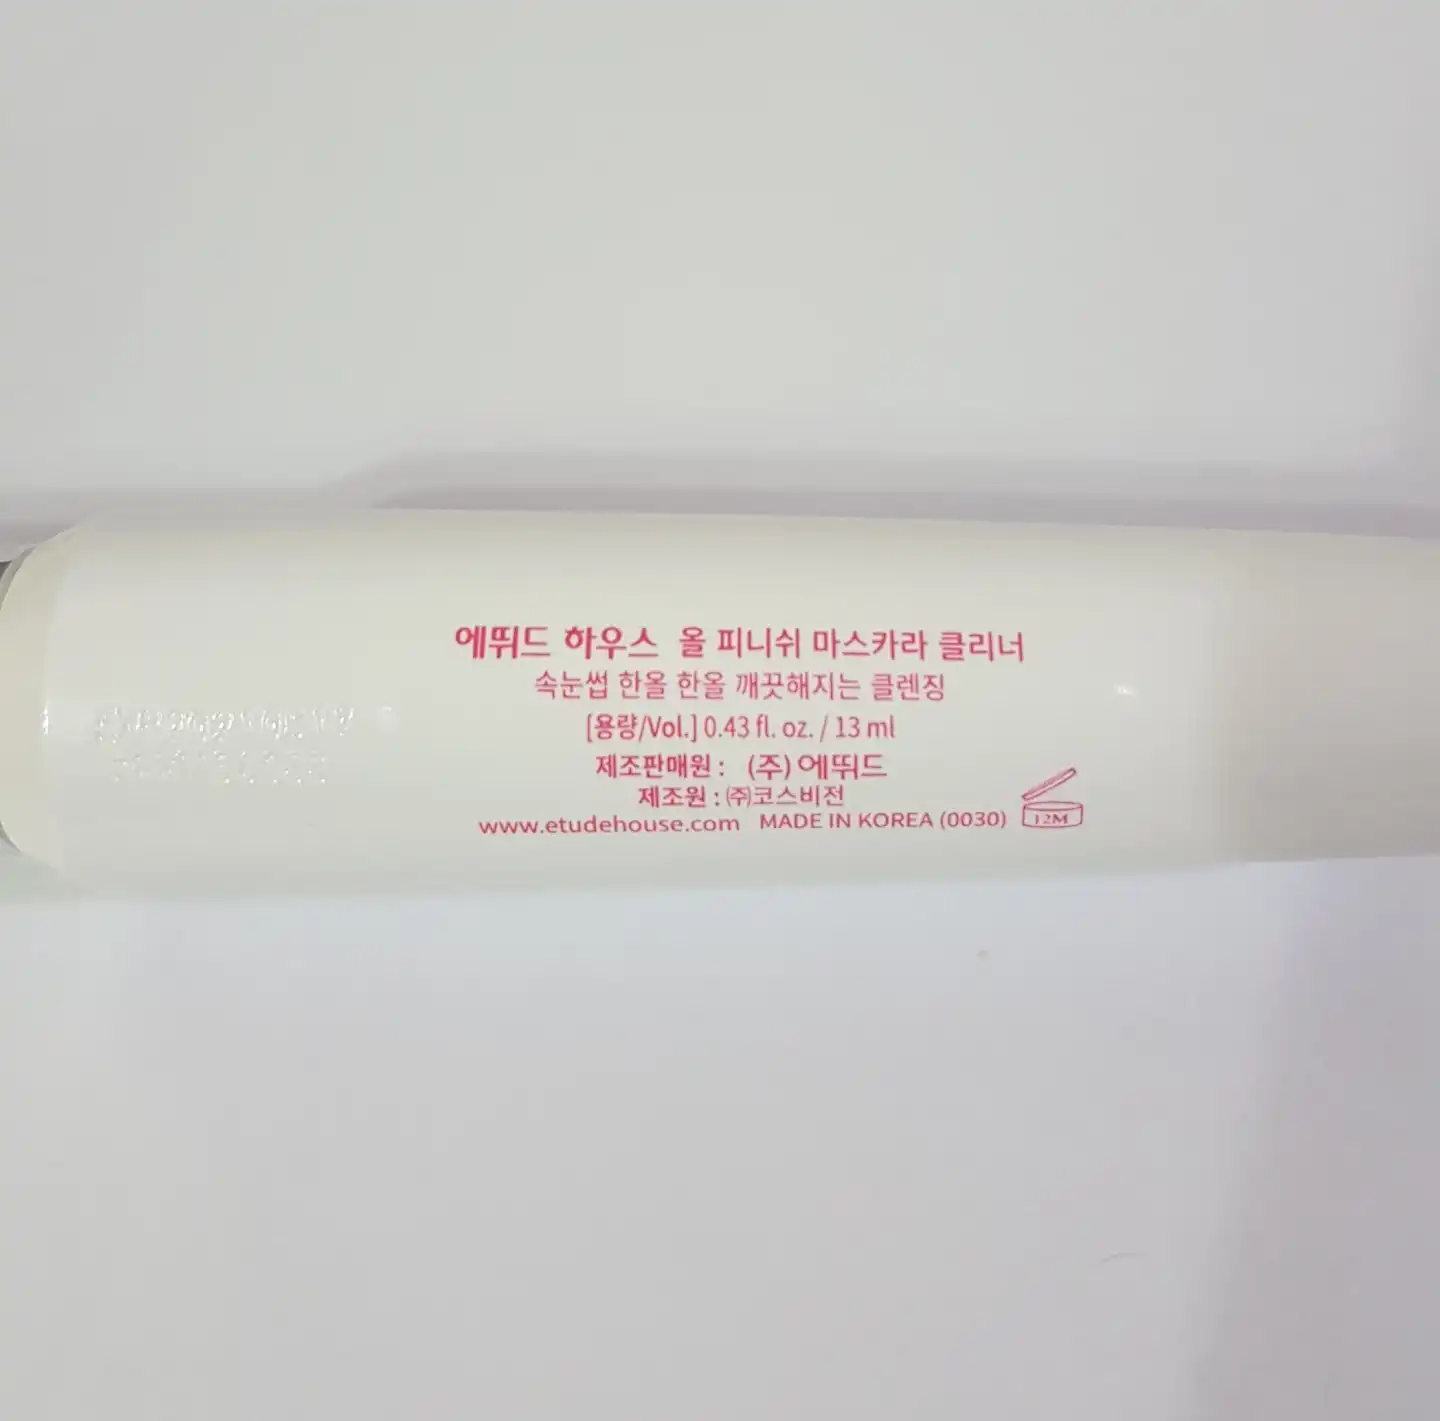 에뛰드 하우스 올 피니쉬 마스카라 클리너
속눈썹 한올 한올 깨끗해지는 클렌징
[용량/Vol.] 0.43 fl. oz. / 13 ml
제조판매원 : (주) 에뛰드
제조원 : ㈜코스비전
www.etudehouse.com MADE IN KOREA (0030) 12M